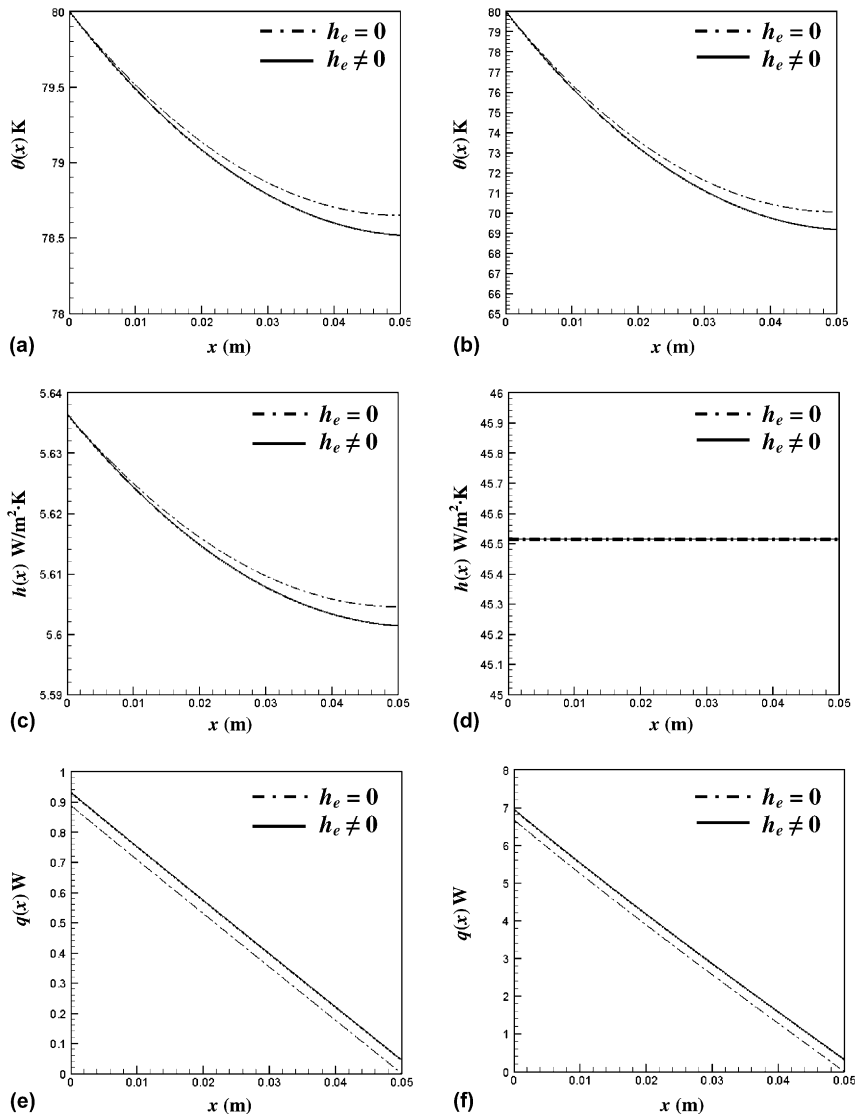 80
79.5
79
78.5
78
θ(x) K
h_e = 0
h_e ≠ 0
0 0.01 0.02 0.03 0.04 0.05
(a) x (m)
80
79
78
77
76
75
74
73
72
71
70
69
68
67
66
65
θ(x) K
h_e = 0
h_e ≠ 0
0 0.01 0.02 0.03 0.04 0.05
(b) x (m)
5.64
5.63
5.62
5.61
5.6
5.59
h(x) W/m²·K
h_e = 0
h_e ≠ 0
0 0.01 0.02 0.03 0.04 0.05
(c) x (m)
46
45.9
45.8
45.7
45.6
45.5
45.4
45.3
45.2
45.1
45
h(x) W/m²·K
h_e = 0
h_e ≠ 0
0 0.01 0.02 0.03 0.04 0.05
(d) x (m)
1
0.9
0.8
0.7
0.6
0.5
0.4
0.3
0.2
0.1
0
q(x) W
h_e = 0
h_e ≠ 0
0 0.01 0.02 0.03 0.04 0.05
(e) x (m)
8
7
6
5
4
3
2
1
0
q(x) W
h_e = 0
h_e ≠ 0
0 0.01 0.02 0.03 0.04 0.05
(f) x (m)